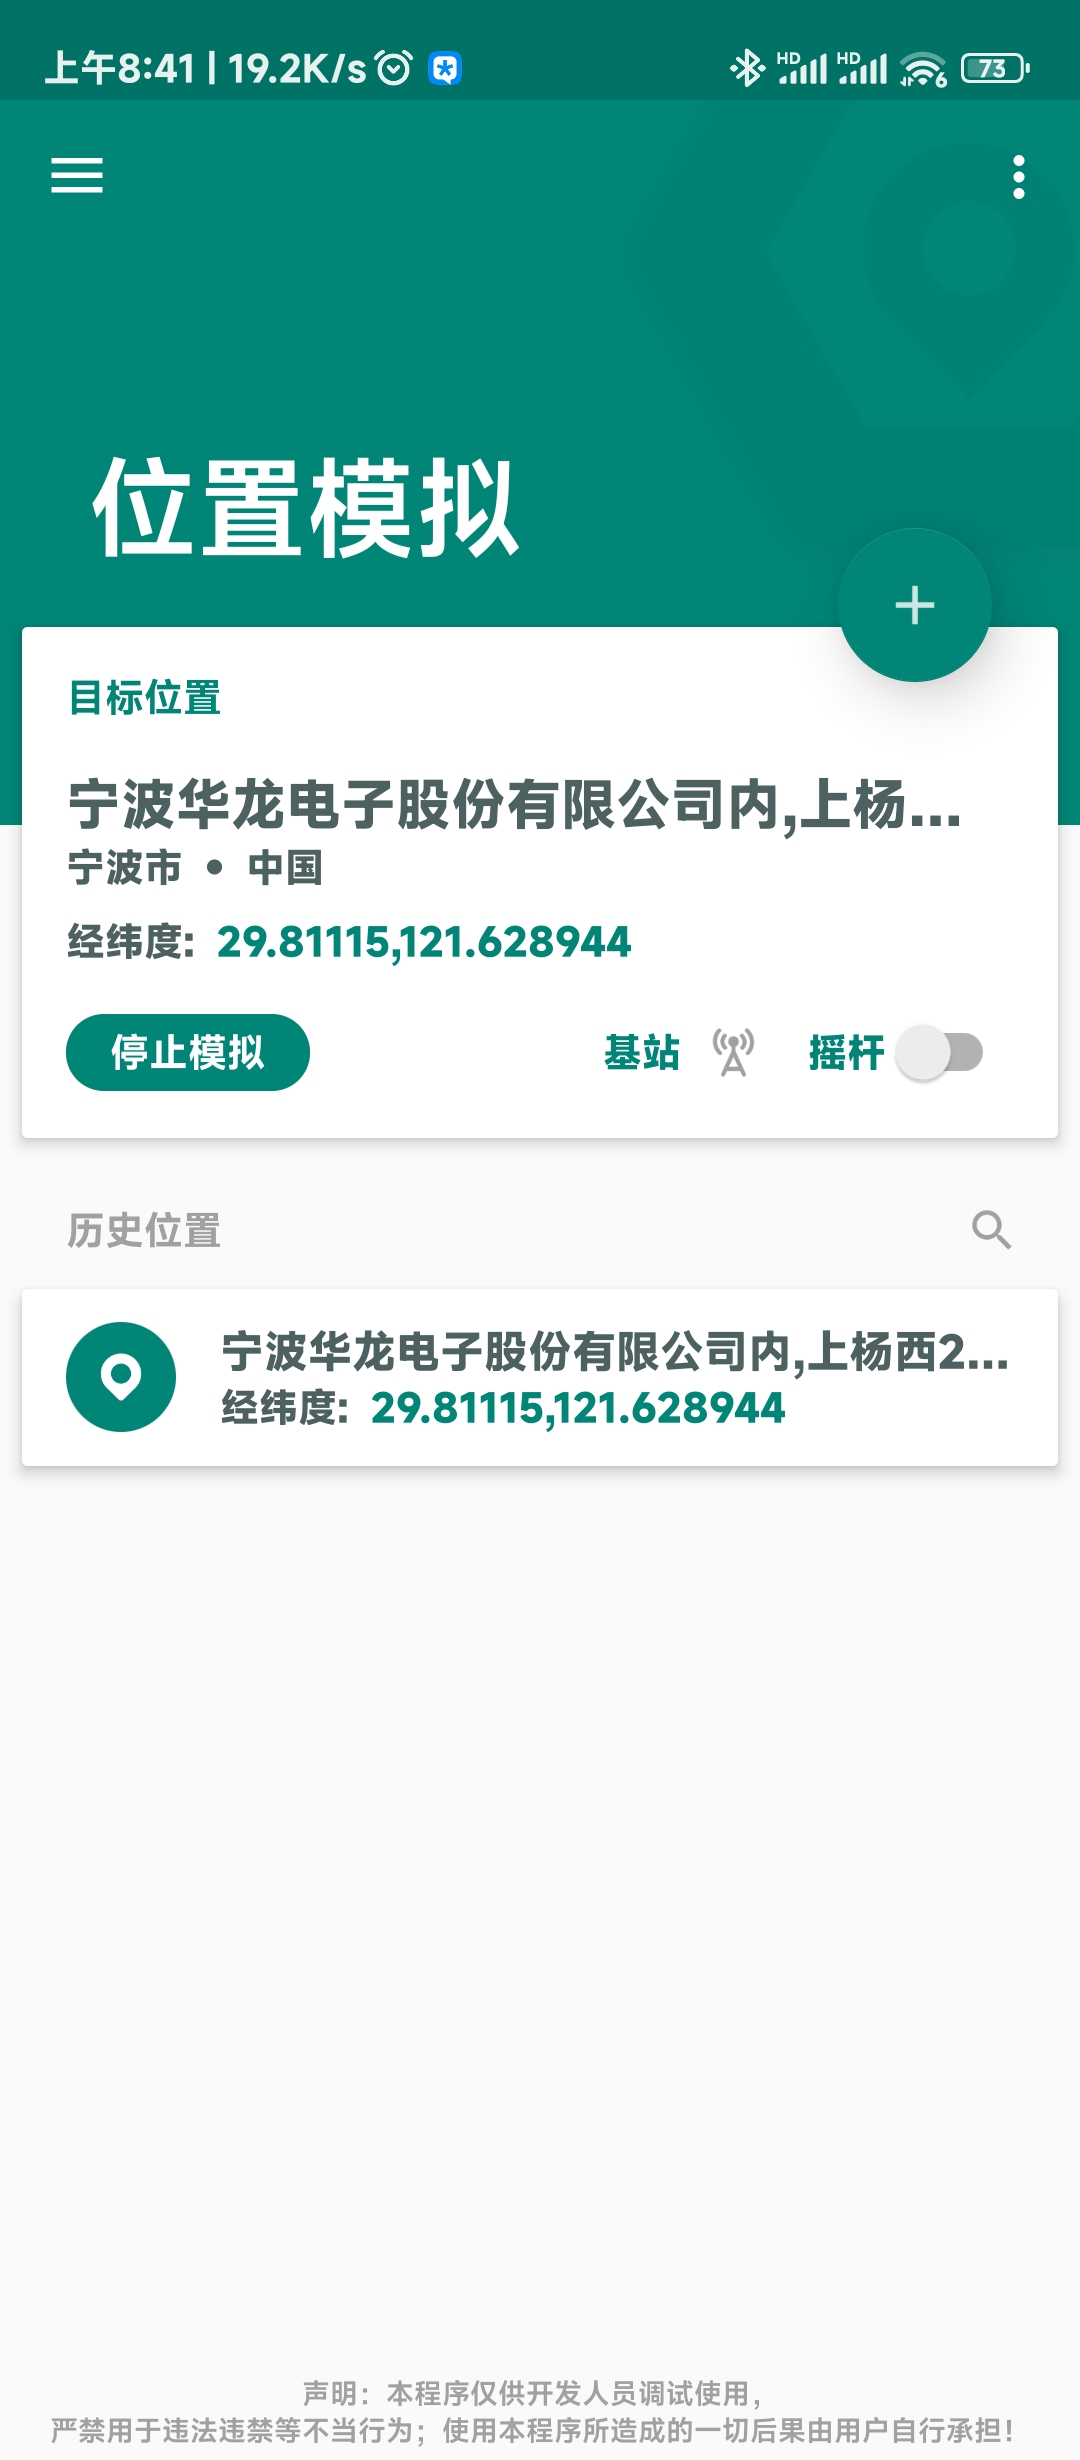 上午8:41 | 19.2K/s
HD HD 6 73
位置模拟
目标位置
宁波华龙电子股份有限公司内,上杨...
宁波市 • 中国
经纬度: 29.81115,121.628944
停止模拟 基站 摇杆
历史位置
宁波华龙电子股份有限公司内,上杨西2...
经纬度: 29.81115,121.628944
声明：本程序仅供开发人员调试使用，
严禁用于违法违禁等不当行为；使用本程序所造成的一切后果由用户自行承担！